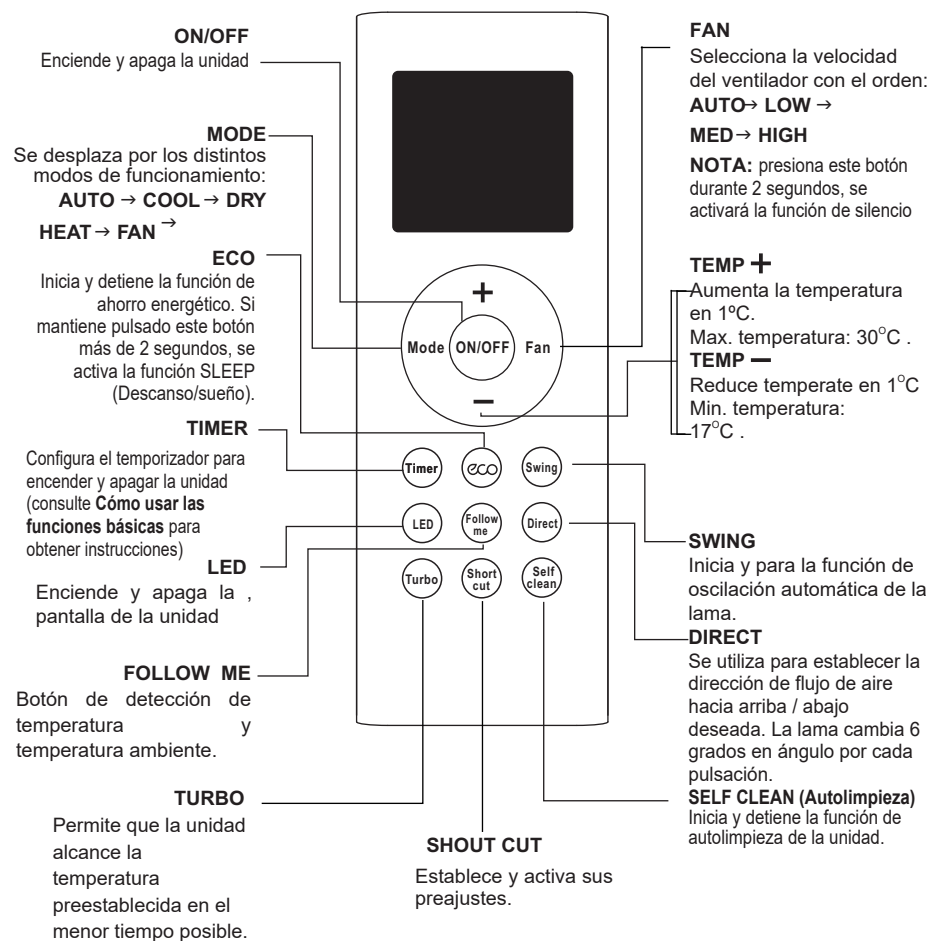 ON/OFF
Enciende y apaga la unidad
MODE
Se desplaza por los distintos
modos de funcionamiento:
AUTO → COOL → DRY
HEAT → FAN →
ECO
Inicia y detiene la función de
ahorro energético. Si
mantiene pulsado este botón
más de 2 segundos, se
activa la función SLEEP
(Descanso/sueño).
TIMER
Configura el temporizador para
encender y apagar la unidad
(consulte Cómo usar las
funciones básicas para
obtener instrucciones)
LED
Enciende y apaga la ,
pantalla de la unidad
FOLLOW ME
Botón de detección de
temperatura y
temperatura ambiente.
TURBO
Permite que la unidad
alcance la
temperatura
preestablecida en el
menor tiempo posible.
+
Mode ON/OFF Fan
−
Timer eco Swing
LED Follow me Direct
Turbo Short cut Self clean
SHOUT CUT
Establece y activa sus
preajustes.
FAN
Selecciona la velocidad
del ventilador con el orden:
AUTO→ LOW →
MED→ HIGH
NOTA: presiona este botón
durante 2 segundos, se
activará la función de silencio
TEMP +
Aumenta la temperatura
en 1ºC.
Max. temperatura: 30°C .
TEMP −
Reduce temperate en 1°C
Min. temperatura:
17°C .
SWING
Inicia y para la función de
oscilación automática de la
lama.
DIRECT
Se utiliza para establecer la
dirección de flujo de aire
hacia arriba / abajo
deseada. La lama cambia 6
grados en ángulo por cada
pulsación.
SELF CLEAN (Autolimpieza)
Inicia y detiene la función de
autolimpieza de la unidad.